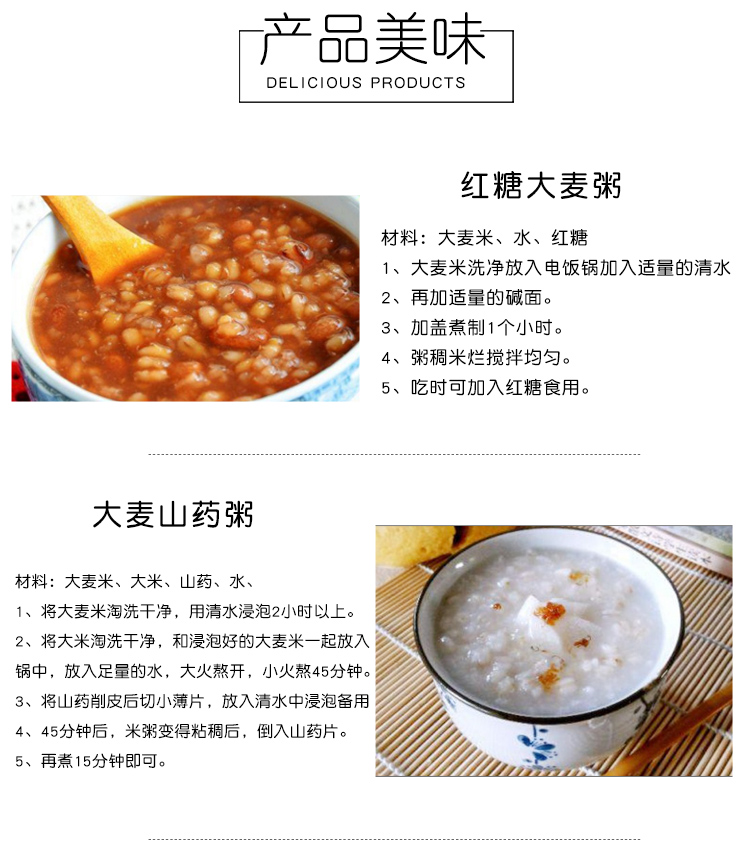 产品美味
DELICIOUS PRODUCTS
红糖大麦粥
材料：大麦米、水、红糖
1、大麦米洗净放入电饭锅加入适量的清水
2、再加适量的碱面。
3、加盖煮制1个小时。
4、粥稠米烂搅拌均匀。
5、吃时可加入红糖食用。
大麦山药粥
材料：大麦米、大米、山药、水、
1、将大麦米淘洗干净，用清水浸泡2小时以上。
2、将大米淘洗干净，和浸泡好的大麦米一起放入
锅中，放入足量的水，大火熬开，小火熬45分钟。
3、将山药削皮后切小薄片，放入清水中浸泡备用
4、45分钟后，米粥变得粘稠后，倒入山药片。
5、再煮15分钟即可。